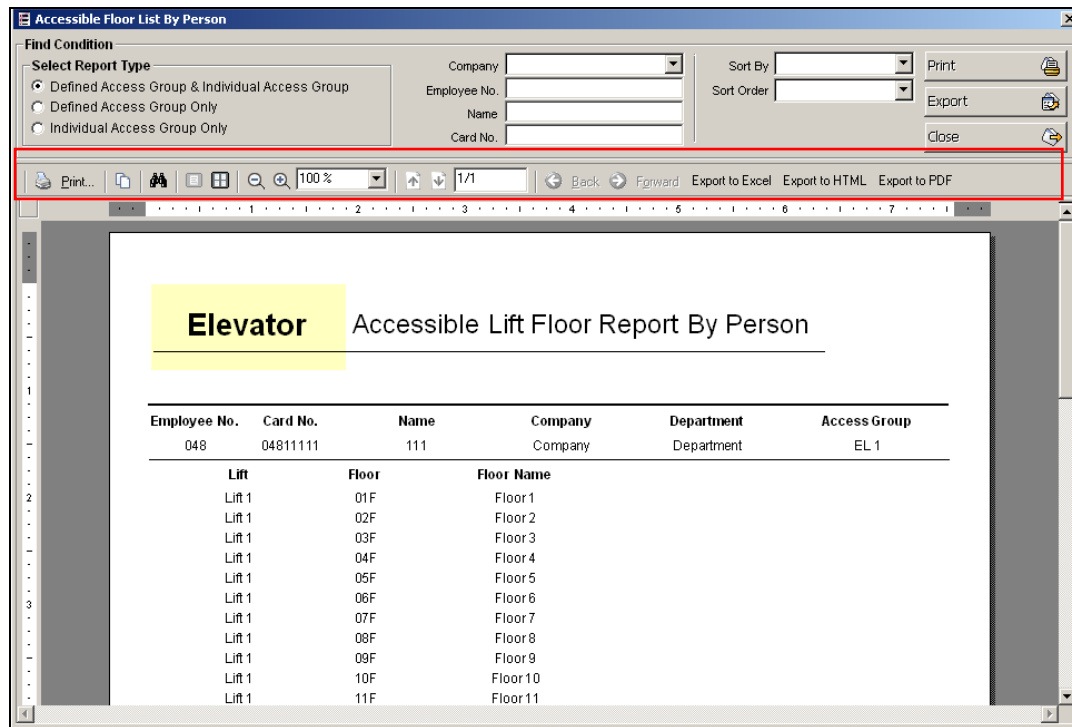 Accessible Floor List By Person
Find Condition
Select Report Type
Defined Access Group & Individual Access Group
Defined Access Group Only
Individual Access Group Only
Company
Employee No.
Name
Card No.
Sort By
Sort Order
Print
Export
Close
Print... 100 % 1/1 Back Forward Export to Excel Export to HTML Export to PDF
1 2 3 4 5 6 7
Elevator Accessible Lift Floor Report By Person
Employee No. Card No. Name Company Department Access Group
048 04811111 111 Company Department EL 1
Lift Floor Floor Name
Lift 1 01F Floor 1
Lift 1 02F Floor 2
Lift 1 03F Floor 3
Lift 1 04F Floor 4
Lift 1 05F Floor 5
Lift 1 06F Floor 6
Lift 1 07F Floor 7
Lift 1 08F Floor 8
Lift 1 09F Floor 9
Lift 1 10F Floor 10
Lift 1 11F Floor 11
1
2
3